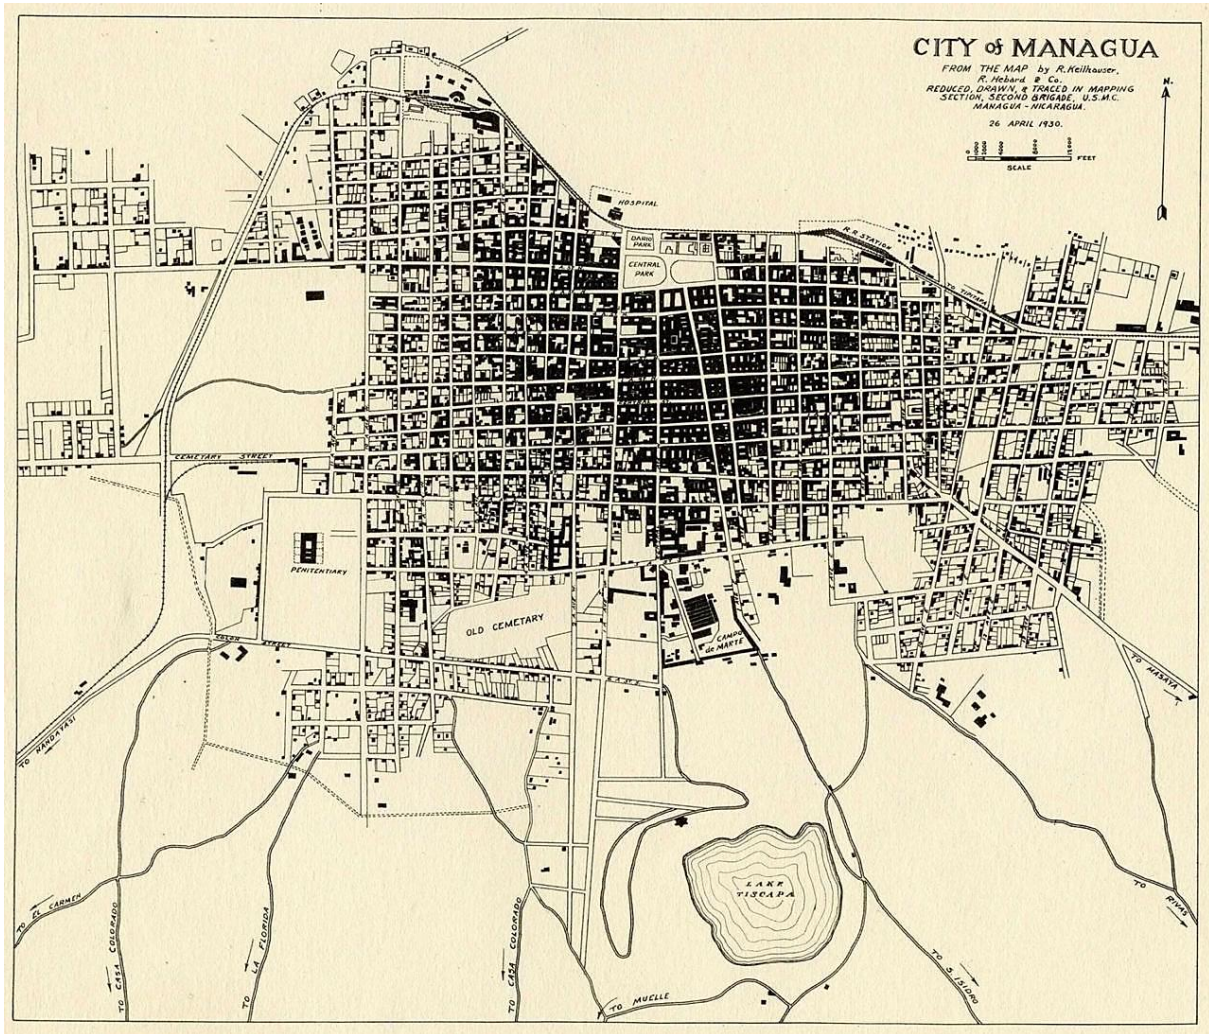 CITY of MANAGUA
FROM THE MAP by R. Keilhauser,
R. Hebard & Co.
REDUCED, DRAWN, & TRACED IN MAPPING
SECTION, SECOND BRIGADE, U.S.M.C.
MANAGUA - NICARAGUA.
26 APRIL 1930.
N.
FEET
SCALE
HOSPITAL
R.R. STATION
DARIO
PARK
CENTRAL
PARK
TO TIPITAPA
CEMETARY STREET
PENITENTIARY
OLD CEMETARY
CAMPO
de MARTE
COLON STREET
TO MASAYA
TO NANDAYASI
LAKE
TISCAPA
TO EL CARMEN
TO CASA COLORADO
TO LA FLORIDA
TO CASA COLORADO
TO MUELLE
TO S. ISIDRO
TO RIVAS